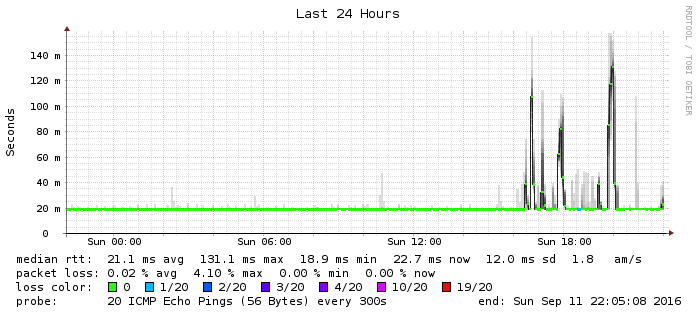 Last 24 Hours
RRDTOOL / TOBI OETIKER
Seconds
140 m
120 m
100 m
80 m
60 m
40 m
20 m
0
Sun 00:00 Sun 06:00 Sun 12:00 Sun 18:00
median rtt: 21.1 ms avg 131.1 ms max 18.9 ms min 22.7 ms now 12.0 ms sd 1.8 am/s
packet loss: 0.02 % avg 4.10 % max 0.00 % min 0.00 % now
loss color: 0 1/20 2/20 3/20 4/20 10/20 19/20
probe: 20 ICMP Echo Pings (56 Bytes) every 300s end: Sun Sep 11 22:05:08 2016